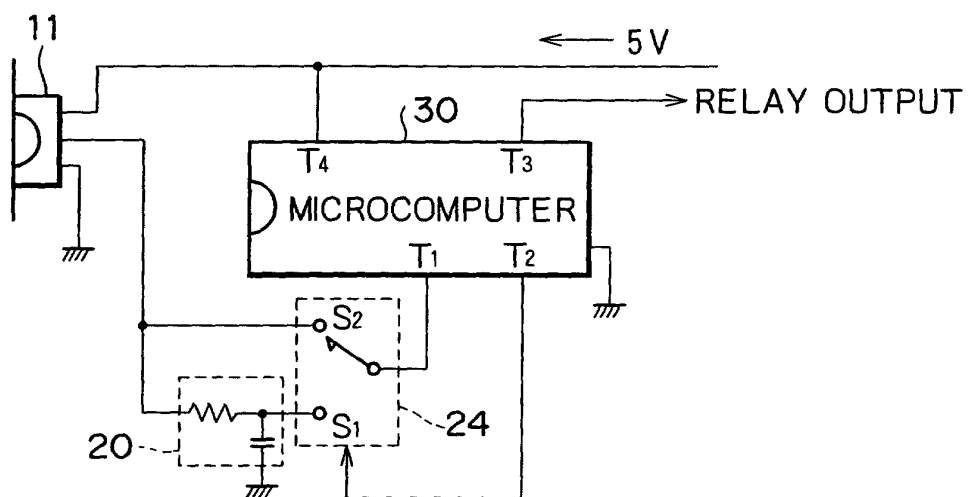 11
5V
RELAY OUTPUT
30
T4
T3
MICROCOMPUTER
T1
T2
S2
S1
24
20